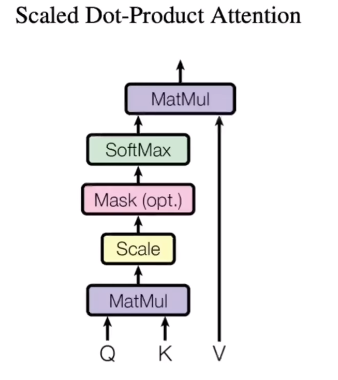 Scaled Dot-Product Attention
MatMul
SoftMax
Mask (opt.)
Scale
MatMul
Q K V